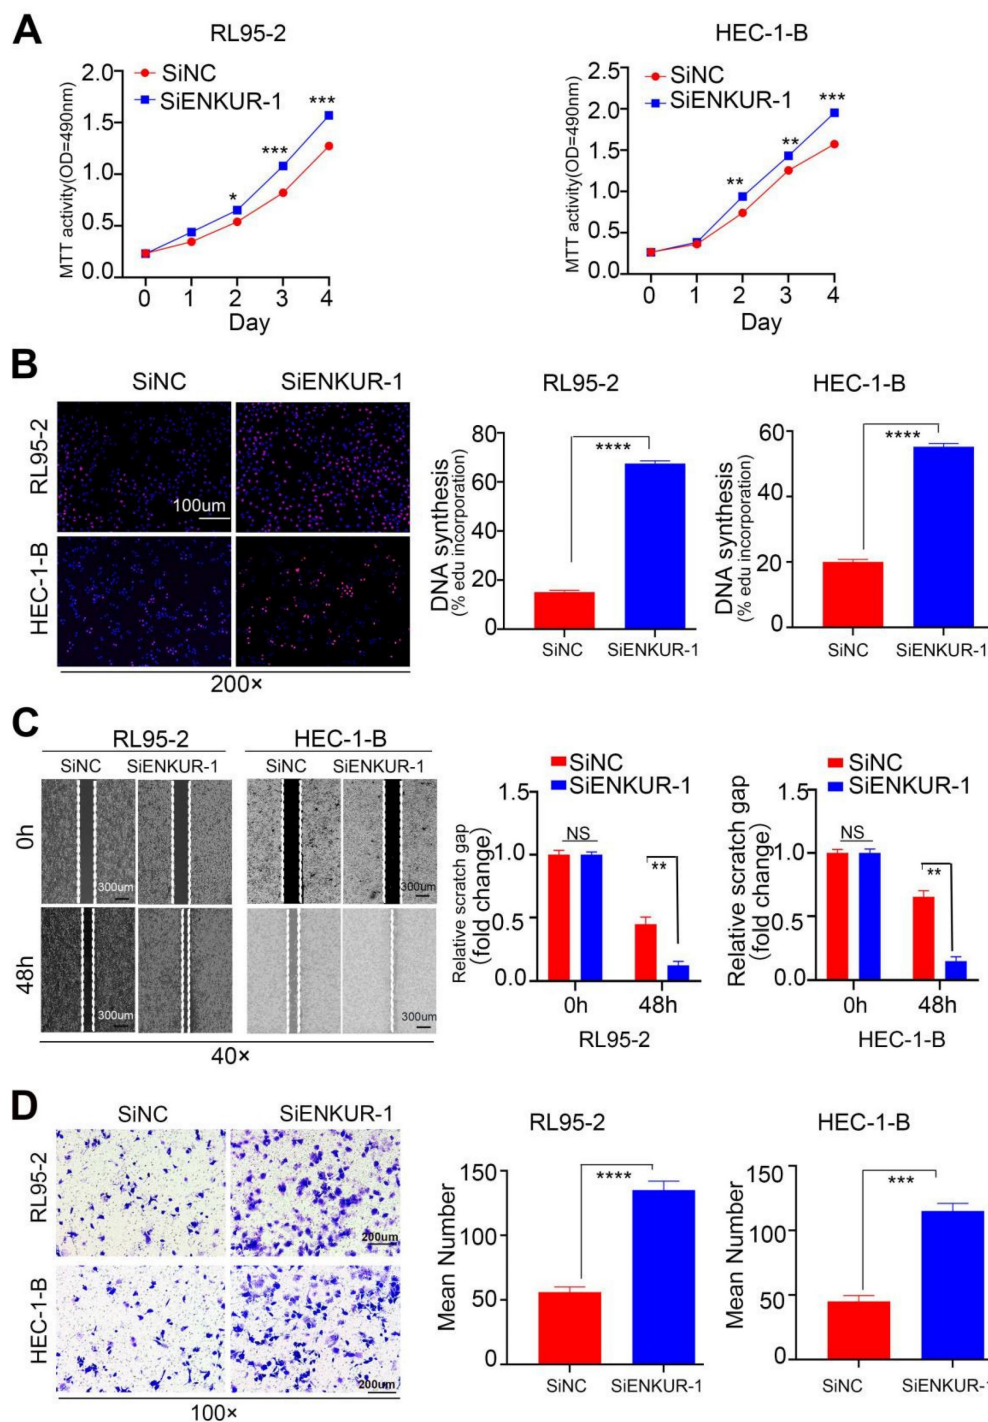 A
RL95-2
HEC-1-B
SiNC
SiENKUR-1
MTT activity(OD=490nm)
2.0
1.5
1.0
0.5
0.0
*
***
***
0 1 2 3 4
Day
SiNC
SiENKUR-1
MTT activity(OD=490nm)
2.5
2.0
1.5
1.0
0.5
0.0
**
**
***
0 1 2 3 4
Day
B
SiNC SiENKUR-1
RL95-2
100um
HEC-1-B
200×
RL95-2
DNA synthesis
(% edu incorporation)
80
60
40
20
0
****
SiNC SiENKUR-1
HEC-1-B
DNA synthesis
(% edu incorporation)
60
40
20
0
****
SiNC SiENKUR-1
C
RL95-2 HEC-1-B
SiNC SiENKUR-1 SiNC SiENKUR-1
0h
300um 300um 300um 300um
48h
300um 300um 300um 300um
40×
SiNC
SiENKUR-1
Relative scratch gap
(fold change)
1.5
1.0
0.5
0.0
NS
**
0h 48h
RL95-2
SiNC
SiENKUR-1
Relative scratch gap
(fold change)
1.5
1.0
0.5
0.0
NS
**
0h 48h
HEC-1-B
D
SiNC SiENKUR-1
RL95-2
200um
HEC-1-B
200um
100×
RL95-2
Mean Number
150
100
50
0
****
SiNC SiENKUR-1
HEC-1-B
Mean Number
150
100
50
0
***
SiNC SiENKUR-1